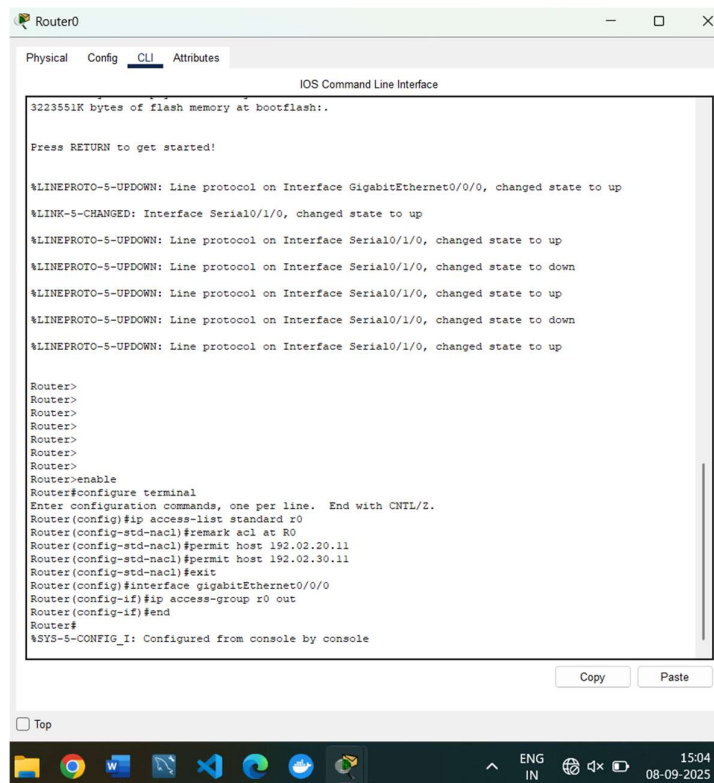 Router0
Physical Config CLI Attributes
IOS Command Line Interface
3223551K bytes of flash memory at bootflash:.
Press RETURN to get started!
%LINEPROTO-5-UPDOWN: Line protocol on Interface GigabitEthernet0/0/0, changed state to up
%LINK-5-CHANGED: Interface Serial0/1/0, changed state to up
%LINEPROTO-5-UPDOWN: Line protocol on Interface Serial0/1/0, changed state to up
%LINEPROTO-5-UPDOWN: Line protocol on Interface Serial0/1/0, changed state to down
%LINEPROTO-5-UPDOWN: Line protocol on Interface Serial0/1/0, changed state to up
%LINEPROTO-5-UPDOWN: Line protocol on Interface Serial0/1/0, changed state to down
%LINEPROTO-5-UPDOWN: Line protocol on Interface Serial0/1/0, changed state to up
Router>
Router>
Router>
Router>
Router>
Router>
Router>
Router>enable
Router#configure terminal
Enter configuration commands, one per line. End with CNTL/Z.
Router(config)#ip access-list standard r0
Router(config-std-nacl)#remark acl at R0
Router(config-std-nacl)#permit host 192.02.20.11
Router(config-std-nacl)#permit host 192.02.30.11
Router(config-std-nacl)#exit
Router(config)#interface gigabitEthernet0/0/0
Router(config-if)#ip access-group r0 out
Router(config-if)#end
Router#
%SYS-5-CONFIG_I: Configured from console by console
Copy Paste
Top
ENG 15:04
IN 08-09-2025